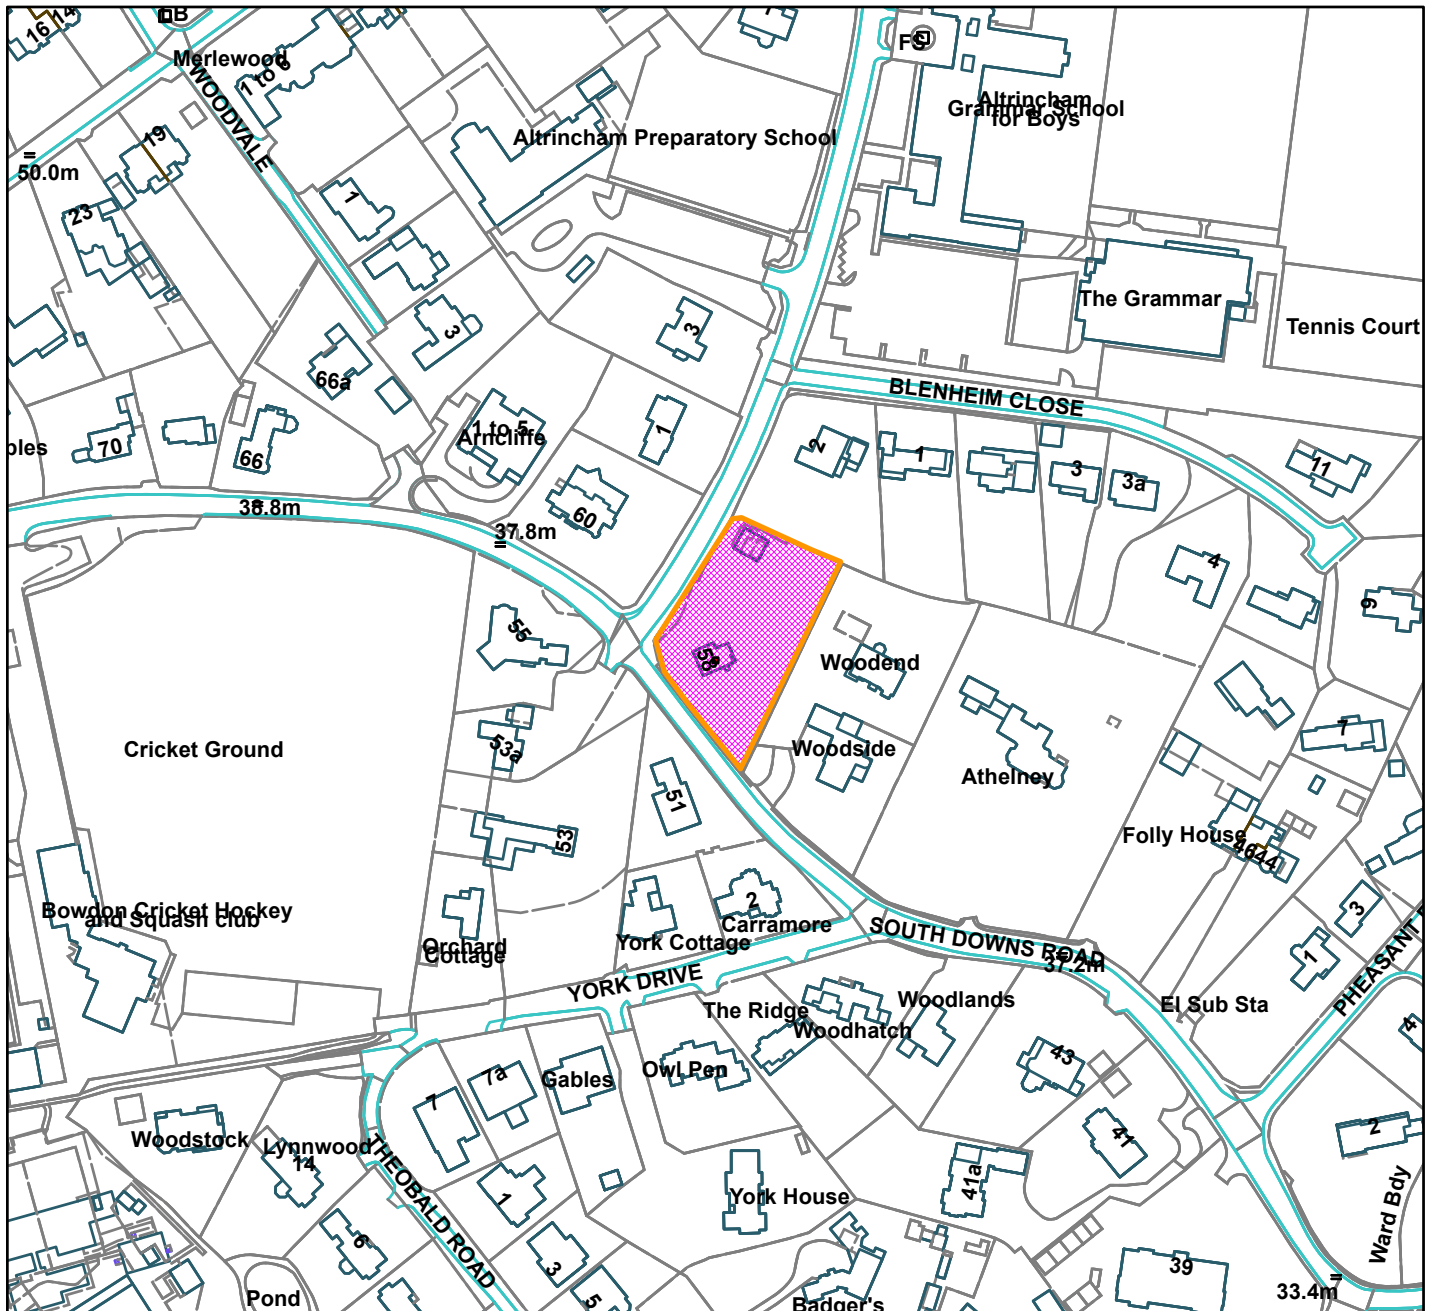 B
16
14
FS
Merlewood
1 to 6
WOODVALE
Altrincham
Grammar School
for Boys
Altrincham Preparatory School
19
50.0m
23
1
The Grammar
Tennis Court
3
3
66a
BLENHEIM CLOSE
1 to 5
Arncliffe
1
2
1
3
3a
11
70
66
bles
38.8m
60
37.8m
4
9
55
58
Woodend
Cricket Ground
53a
Woodside
7
Athelney
51
53
Folly House
46
44
Bowdon Cricket Hockey
and Squash club
2
Carramore
York Cottage
Orchard
Cottage
SOUTH DOWNS ROAD
37.2m
3
1
YORK DRIVE
The Ridge
Woodhatch
Woodlands
El Sub Sta
4
43
Owl Pen
7a
Gables
7
Woodstock
Lynnwood
14
THEOBALD ROAD
41
2
1
York House
41a
Ward Bdy
6
3
39
5
Pond
33.4m
Badger's